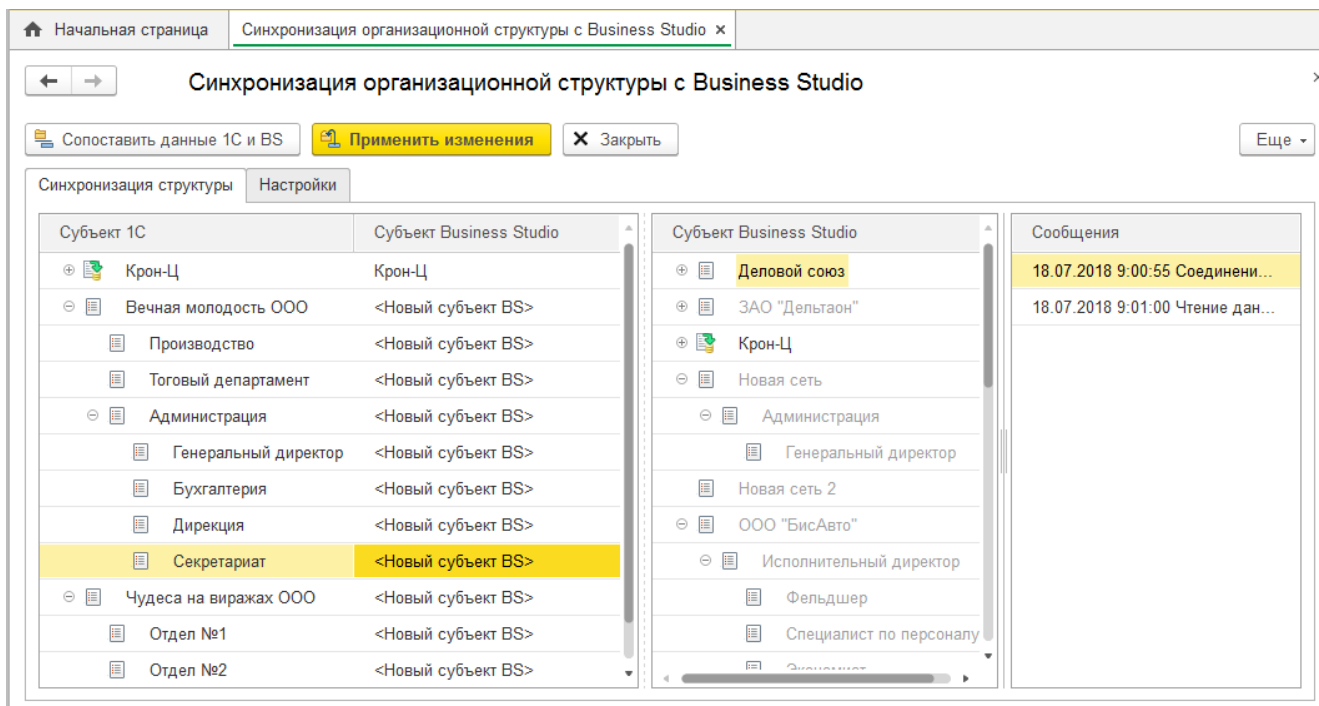 Начальная страница
Синхронизация организационной структуры с Business Studio ×
Синхронизация организационной структуры с Business Studio
Сопоставить данные 1С и BS
Применить изменения
Закрыть
Еще
Синхронизация структуры
Настройки
Субъект 1С
Субъект Business Studio
Крон-Ц
Крон-Ц
Вечная молодость ООО
<Новый субъект BS>
Производство
<Новый субъект BS>
Тоговый департамент
<Новый субъект BS>
Администрация
<Новый субъект BS>
Генеральный директор
<Новый субъект BS>
Бухгалтерия
<Новый субъект BS>
Дирекция
<Новый субъект BS>
Секретариат
<Новый субъект BS>
Чудеса на виражах ООО
<Новый субъект BS>
Отдел №1
<Новый субъект BS>
Отдел №2
<Новый субъект BS>
Субъект Business Studio
Деловой союз
ЗАО "Дельтаон"
Крон-Ц
Новая сеть
Администрация
Генеральный директор
Новая сеть 2
ООО "БисАвто"
Исполнительный директор
Фельдшер
Специалист по персоналу
Сообщения
18.07.2018 9:00:55 Соединени...
18.07.2018 9:01:00 Чтение дан...